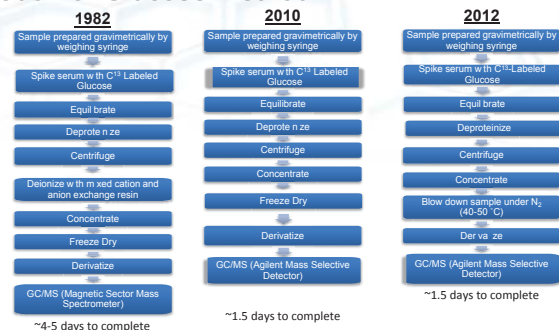 1982
Sample prepared gravimetrically by
weighing syringe
Spike serum w th C13 Labeled
Glucose
Equil brate
Deprote n ze
Centrifuge
Deionize w th m xed cation and
anion exchange resin
Concentrate
Freeze Dry
Derivatize
GC/MS (Magnetic Sector Mass
Spectrometer)
~4-5 days to complete
2010
Sample prepared gravimetrically by
weighing syringe
Spike serum w th C13 Labeled
Glucose
Equilibrate
Deprote n ze
Centrifuge
Concentrate
Freeze Dry
Derivatize
GC/MS (Agilent Mass Selective
Detector)
~1.5 days to complete
2012
Sample prepared gravimetrically by
weighing syringe
Spike serum w th C13-Labeled
Glucose
Equil brate
Deproteinize
Centrifuge
Concentrate
Blow down sample under N2
(40-50 ˚C)
Der va ze
GC/MS (Agilent Mass Selective
Detector)
~1.5 days to complete